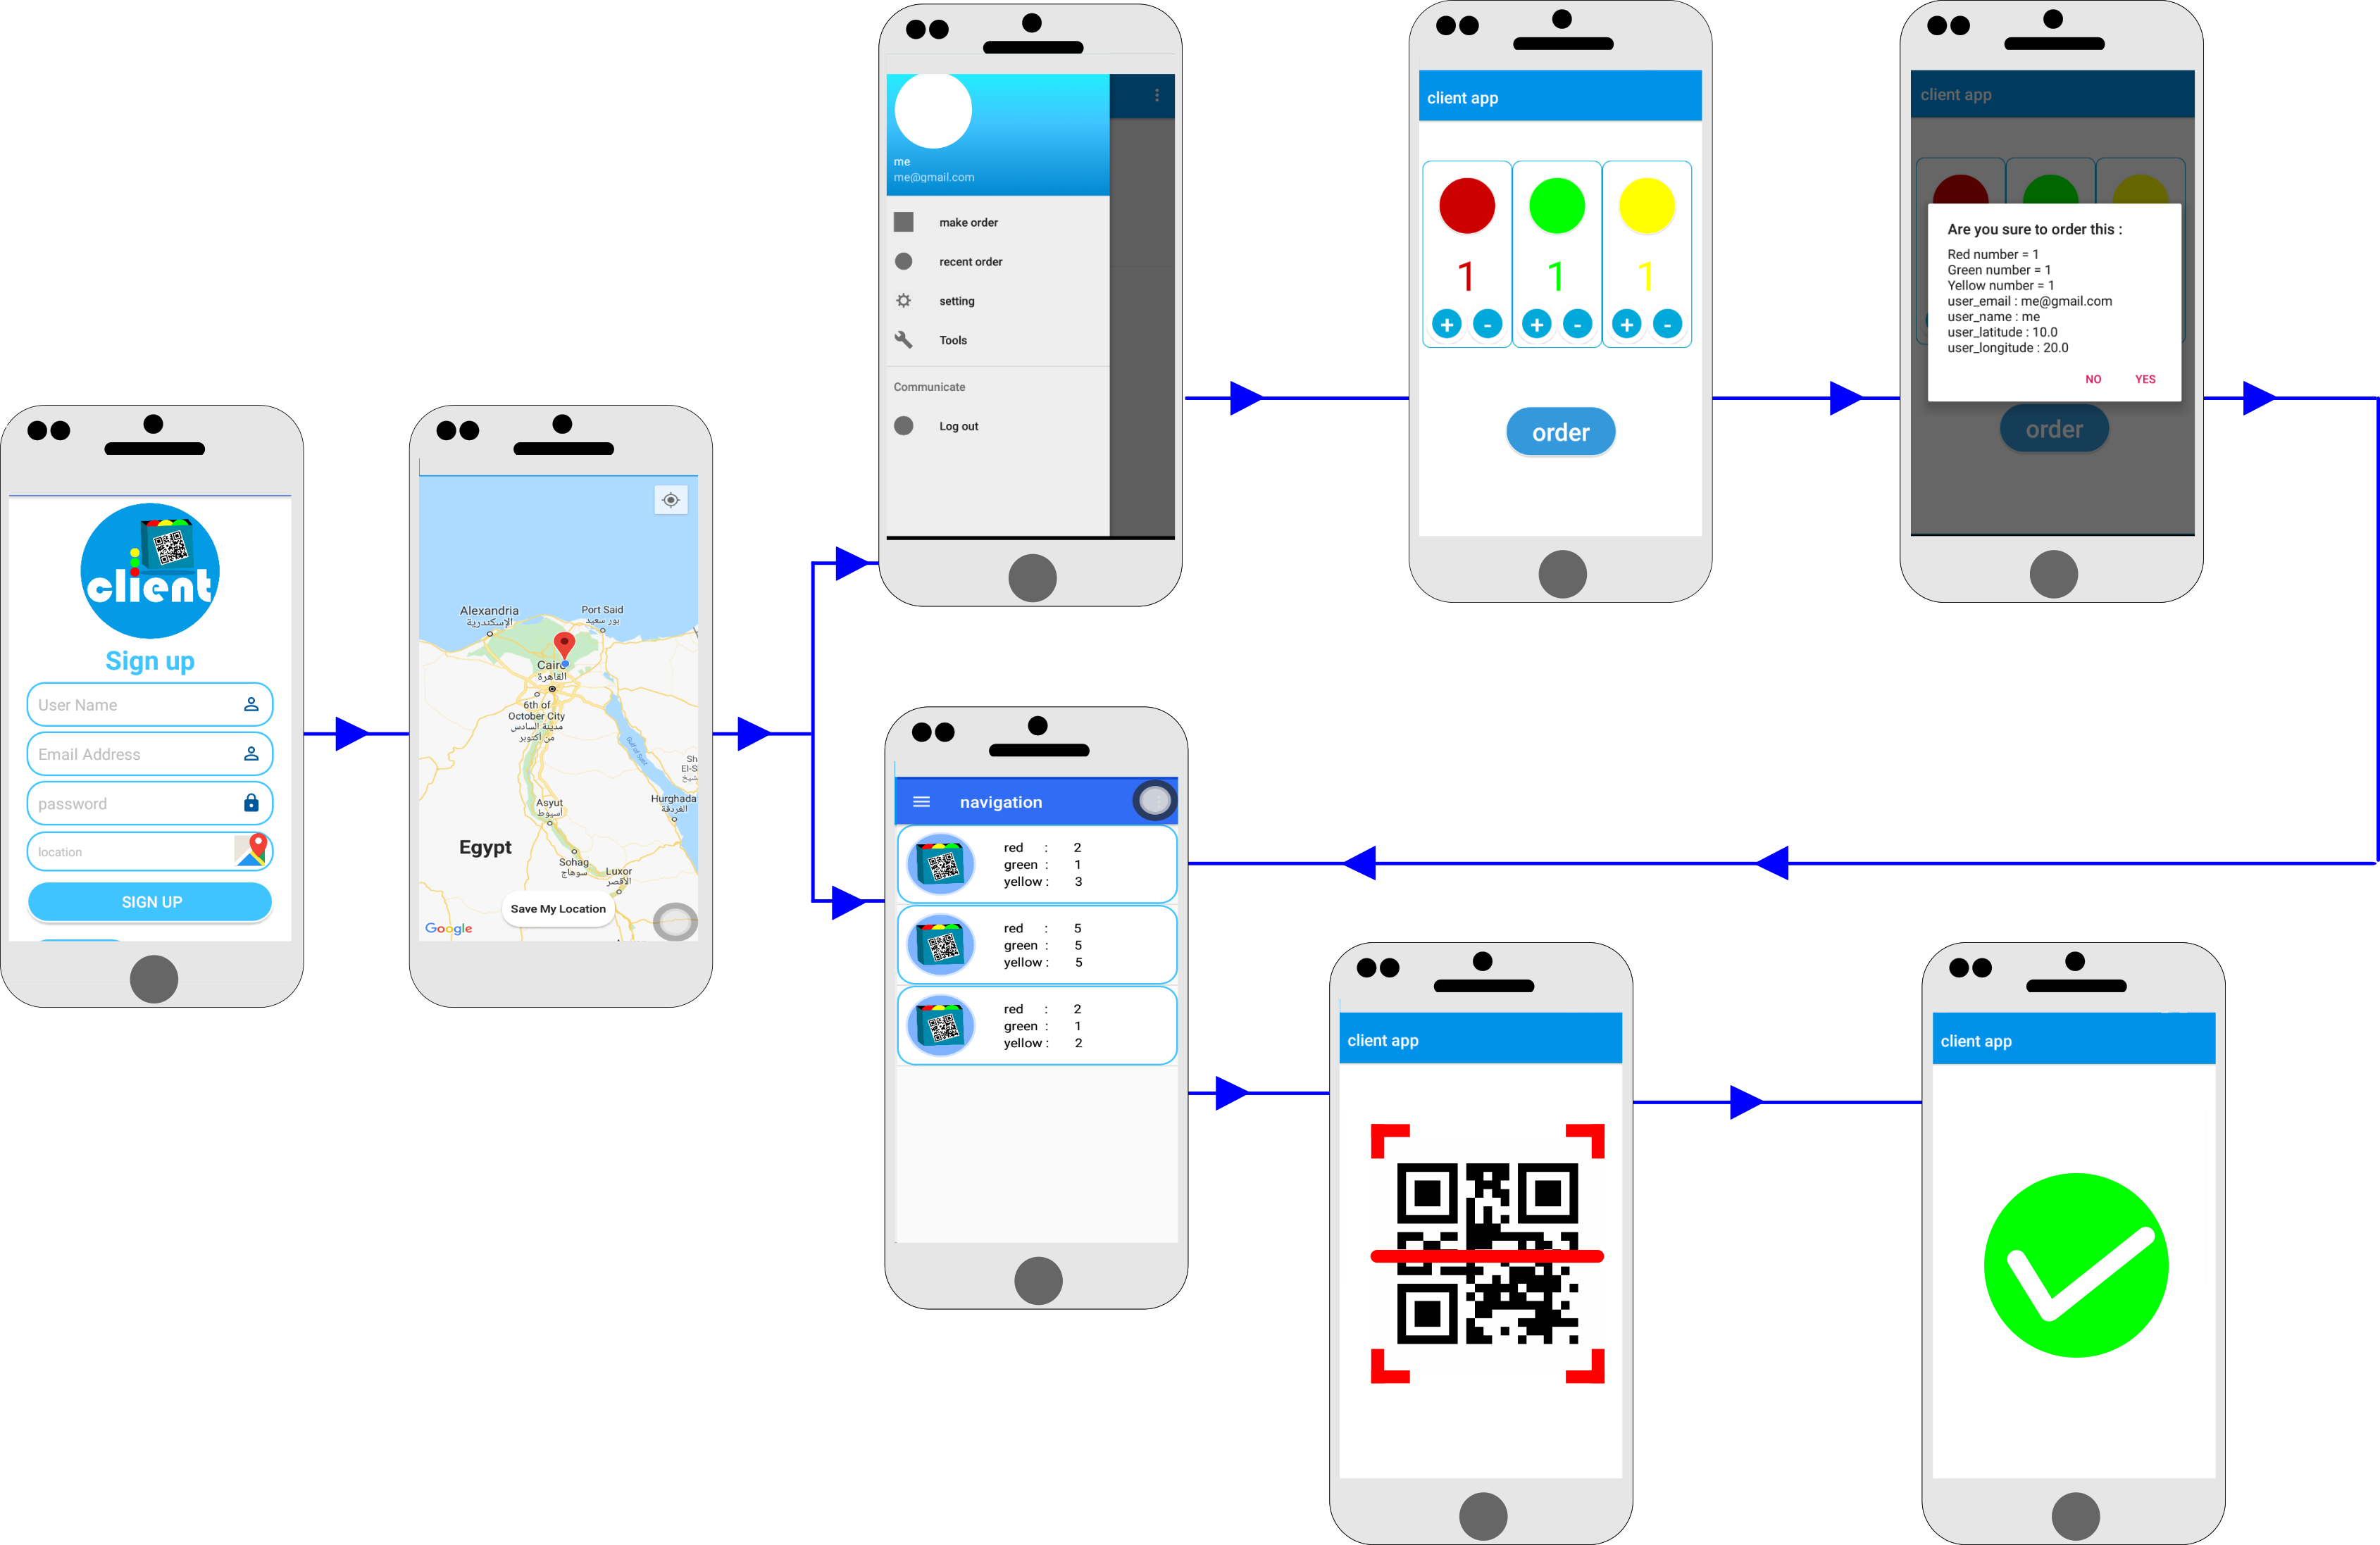 client
Sign up
User Name
Email Address
password
location
SIGN UP
Alexandria
الإسكندرية
Port Said
بور سعيد
Cairo
القاهرة
6th of
October City
مدينة السادس
من أكتوبر
Gulf of Suez
Sh
El-S
شيخ
Asyut
أسيوط
Hurghada
الغردقة
Egypt
Sohag
سوهاج
Luxor
الأقصر
Save My Location
Google
me
me@gmail.com
make order
recent order
setting
Tools
Communicate
Log out
client app
1 1 1
+ - + - + -
order
client app
Are you sure to order this :
Red number = 1
Green number = 1
Yellow number = 1
user_email : me@gmail.com
user_name : me
user_latitude : 10.0
user_longitude : 20.0
NO YES
order
navigation
red : 2
green : 1
yellow : 3
red : 5
green : 5
yellow : 5
red : 2
green : 1
yellow : 2
client app
client app